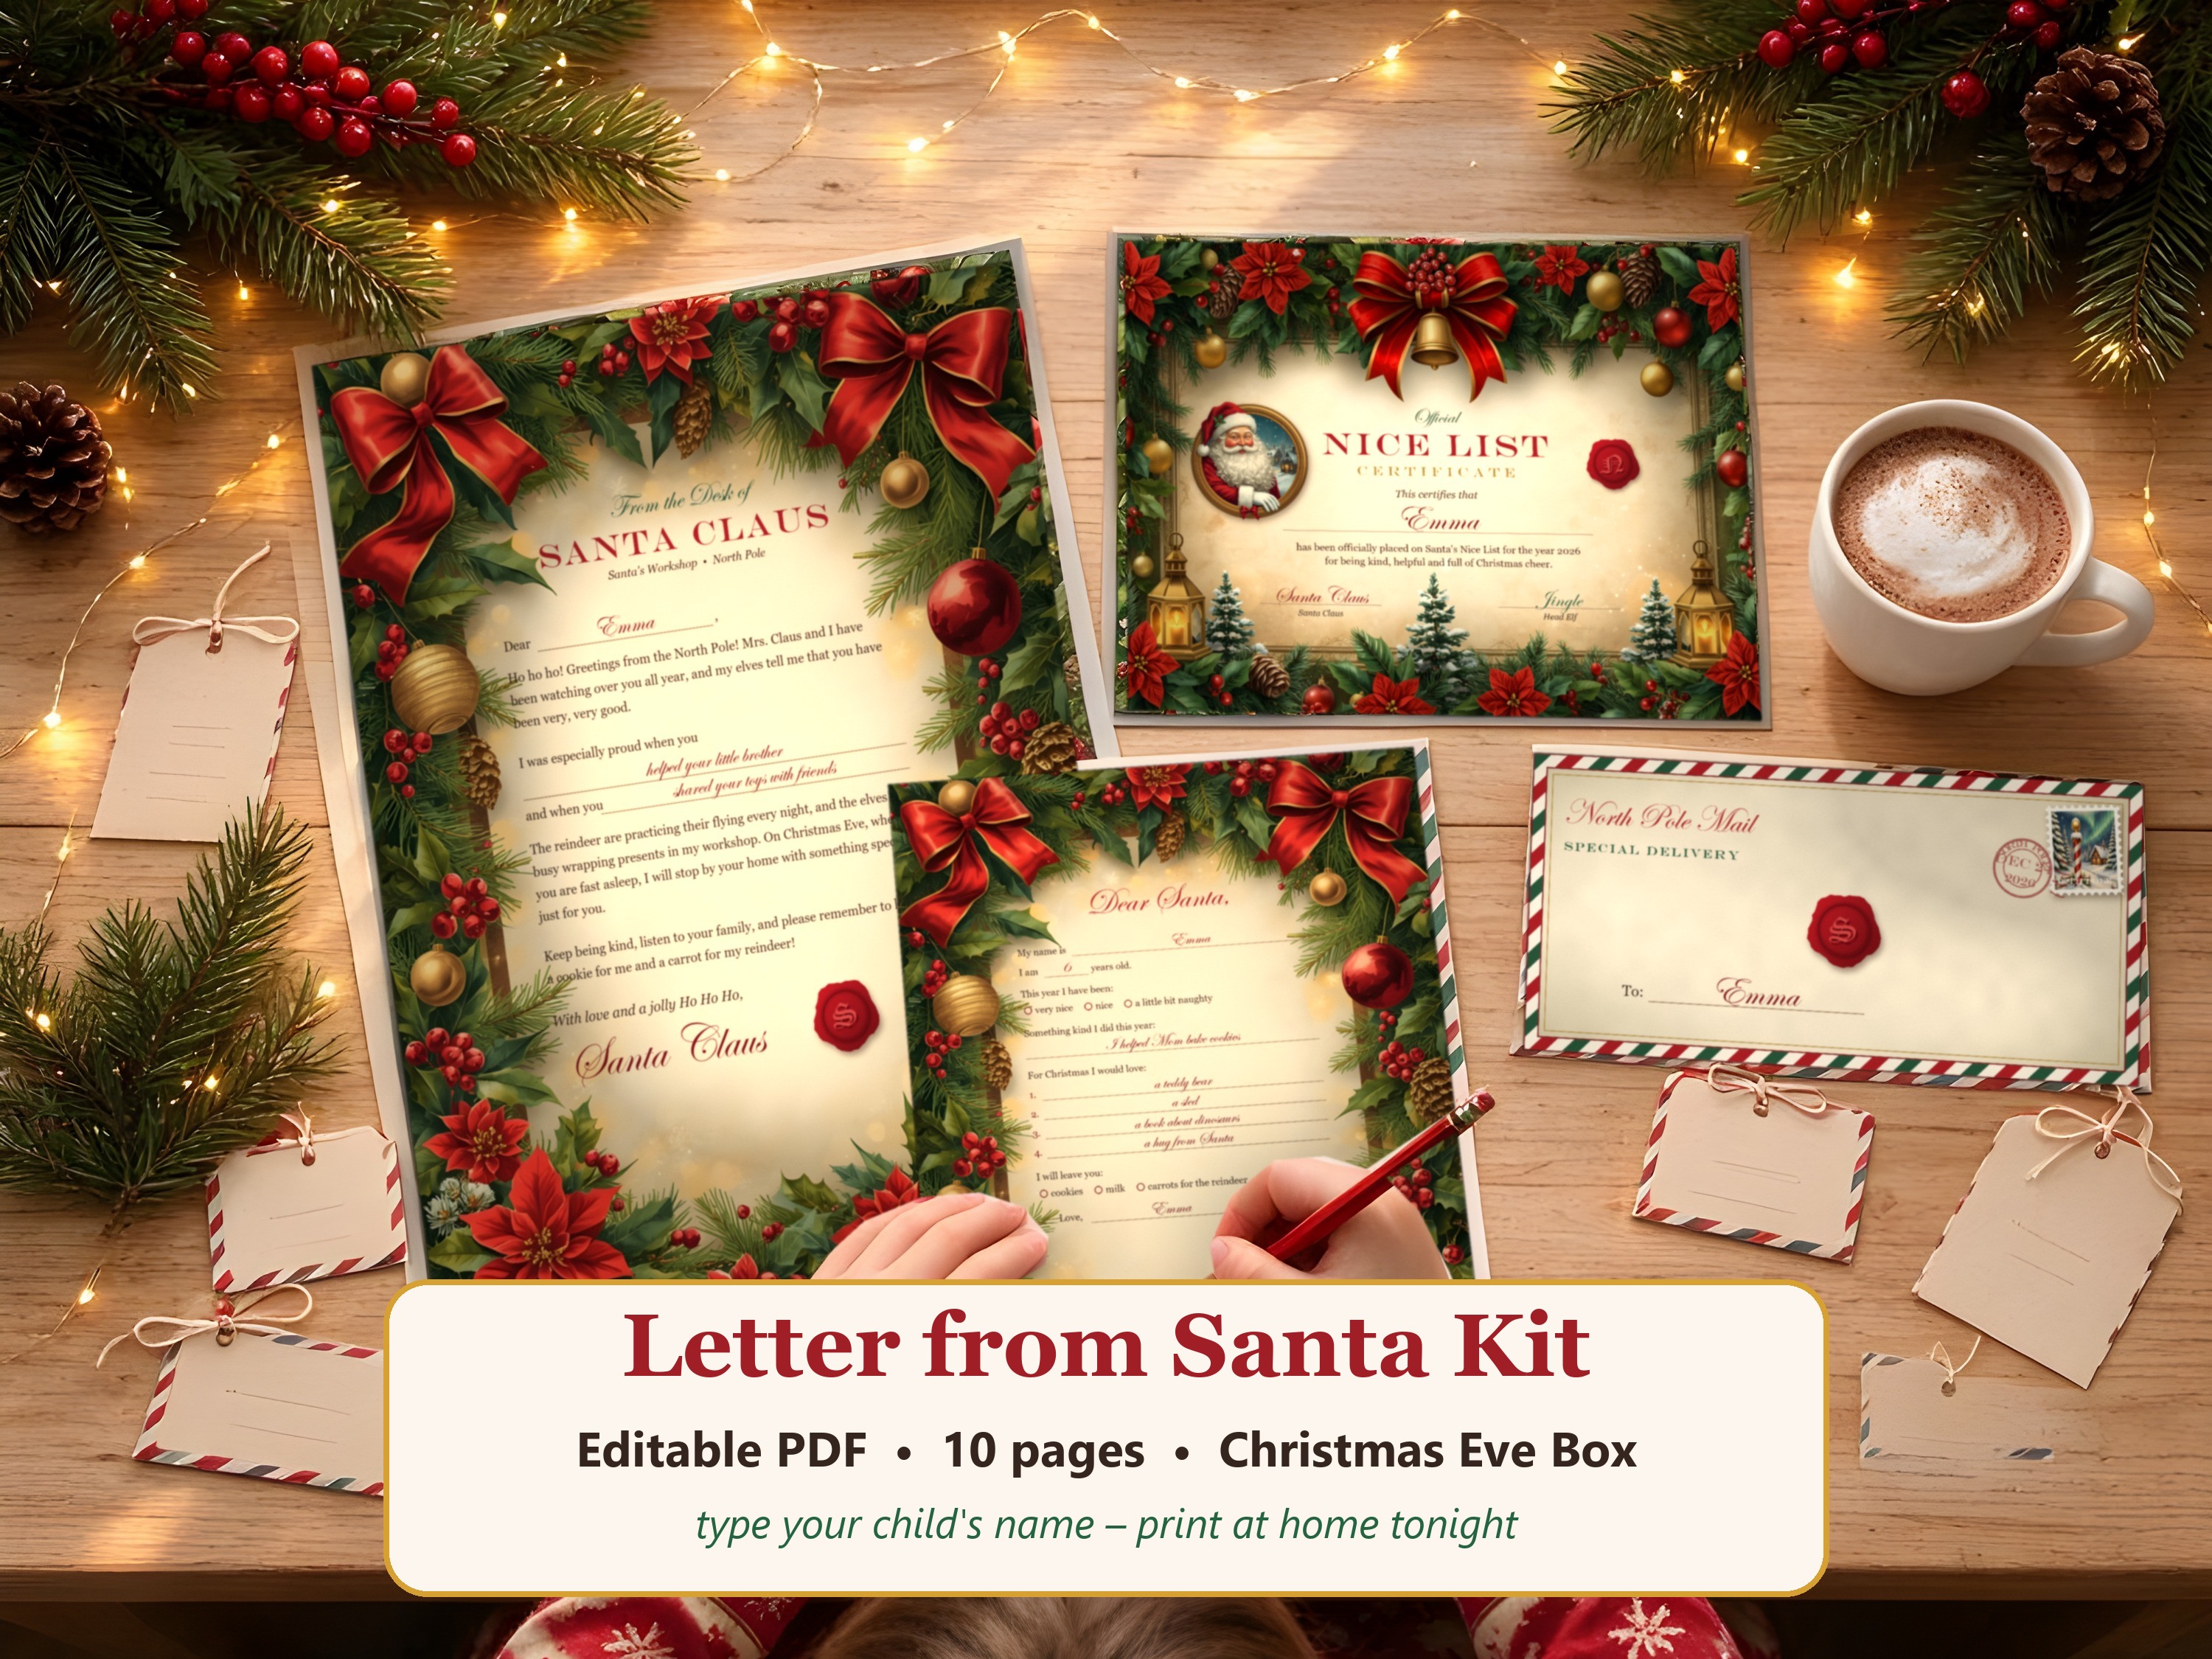 From the Desk of
SANTA CLAUS
Santa's Workshop • North Pole
Dear Emma,
Ho ho ho! Greetings from the North Pole! Mrs. Claus and I have
been watching over you all year, and my elves tell me that you have
been very, very good.
I was especially proud when you
helped your little brother
and when you shared your toys with friends
The reindeer are practicing their flying every night, and the elves
busy wrapping presents in my workshop. On Christmas Eve,
you are fast asleep, I will stop by your home with something
just for you.
Keep being kind, listen to your family, and please remember to
a cookie for me and a carrot for my reindeer!
With love and a jolly Ho Ho Ho,
Santa Claus
S
Official
NICE LIST
CERTIFICATE
This certifies that
Emma
has been officially placed on Santa's Nice List for the year 2026
for being kind, helpful and full of Christmas cheer.
Santa Claus
Santa Claus
Jingle
Head Elf
N
Dear Santa,
My name is Emma
I am 6 years old.
This year I have been:
very nice nice a little bit naughty
Something kind I did this year:
I helped Mom bake cookies
For Christmas I would love:
1. a teddy bear
2. a sled
3. a book about dinosaurs
4. a hug from Santa
I will leave you:
cookies milk carrots for the reindeer
Love, Emma
North Pole Mail
SPECIAL DELIVERY
S
To: Emma
Letter from Santa Kit
Editable PDF • 10 pages • Christmas Eve Box
type your child's name – print at home tonight